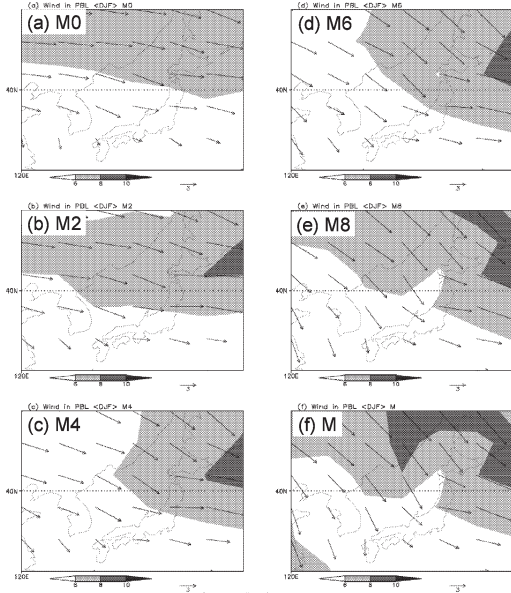 (a) Wind in PBL <DJF> M0
(a) M0
40N
120E
6 8 10
3
(b) Wind in PBL <DJF> M2
(b) M2
40N
120E
6 8 10
3
(c) Wind in PBL <DJF> M4
(c) M4
40N
120E
6 8 10
3
(d) Wind in PBL <DJF> M6
(d) M6
40N
120E
6 8 10
3
(e) Wind in PBL <DJF> M8
(e) M8
40N
120E
6 8 10
3
(f) Wind in PBL <DJF> M
(f) M
40N
120E
6 8 10
3